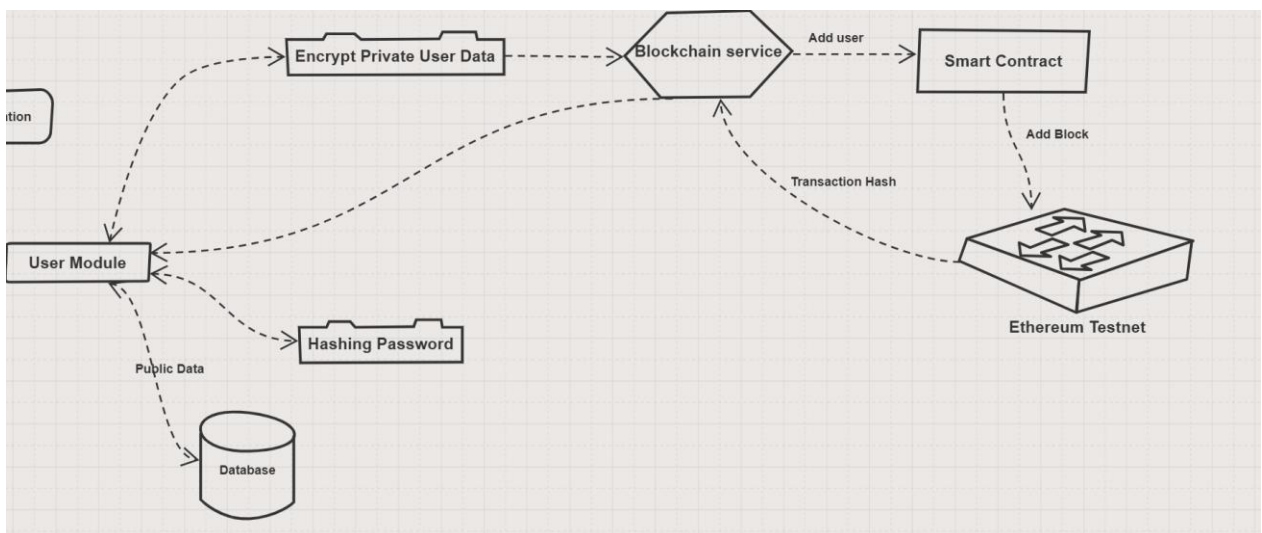 Encrypt Private User Data
Blockchain service
Add user
Smart Contract
Add Block
Transaction Hash
User Module
Ethereum Testnet
Hashing Password
Public Data
Database